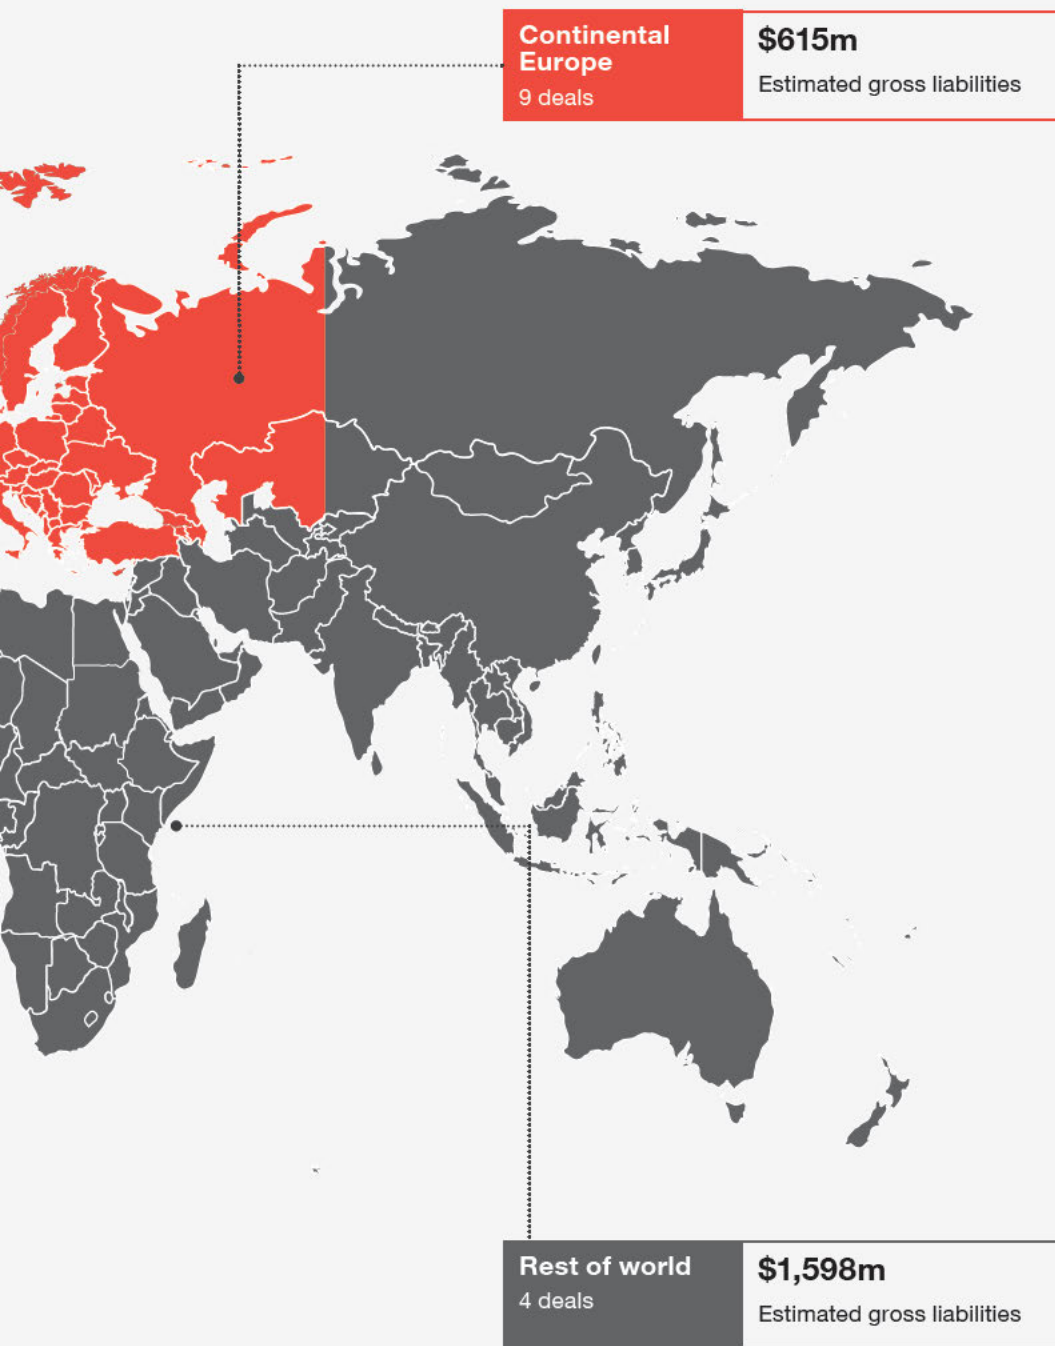 Continental
Europe
9 deals
$615m
Estimated gross liabilities
Rest of world
4 deals
$1,598m
Estimated gross liabilities